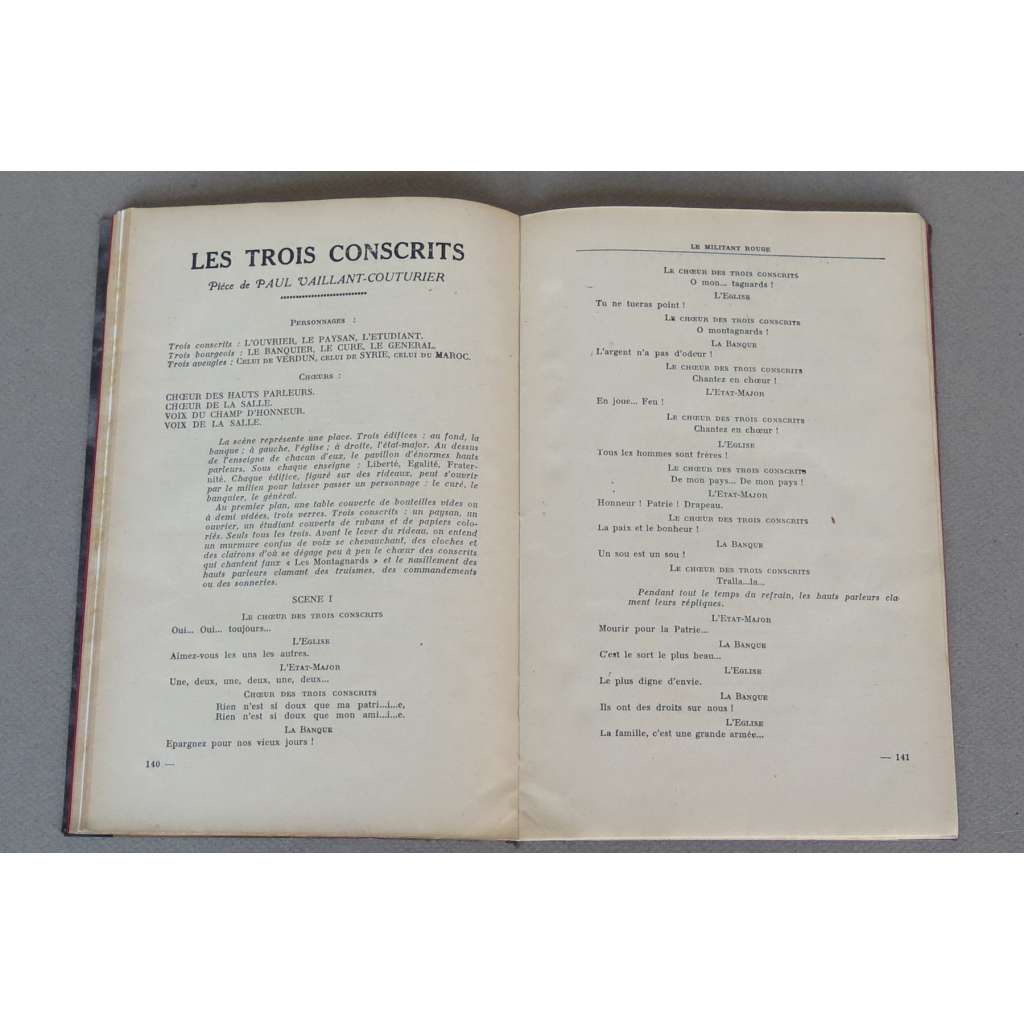 LES TROIS CONSCRITS
Pièce de PAUL VAILLANT-COUTURIER
PERSONNAGES :
Trois conscrits : L'OUVRIER, LE PAYSAN, L'ETUDIANT.
Trois bourgeois : LE BANQUIER, LE CURE, LE GENERAL.
Trois aveugles : CELUI DE VERDUN, CELUI DE SYRIE, CELUI DU MAROC.
CHŒURS :
CHŒUR DES HAUTS PARLEURS.
CHŒUR DE LA SALLE.
VOIX DU CHAMP D'HONNEUR.
VOIX DE LA SALLE.
La scène représente une place. Trois édifices : au fond, la
banque ; à gauche, l'église ; à droite, l'état-major. Au dessus
de l'enseigne de chacun d'eux, le pavillon d'énormes hauts
parleurs. Sous chaque enseigne : Liberté, Egalité, Frater-
nité. Chaque édifice, figuré sur des rideaux, peut s'ouvrir
par le milieu pour laisser passer un personnage : le curé, le
banquier, le général.
Au premier plan, une table couverte de bouteilles vides ou
à demi vidées, trois verres. Trois conscrits : un paysan, un
ouvrier, un étudiant couverts de rubans et de papiers colo-
riés. Seuls tous les trois. Avant le lever du rideau, on entend
un murmure confus de voix se chevauchant, des cloches et
des clairons d'où se dégage peu à peu le chœur des conscrits
qui chantent faux « Les Montagnards » et le nasillement des
hauts parleurs clamant des truismes, des commandements
ou des sonneries.
SCENE I
LE CHŒUR DES TROIS CONSCRITS
Oui... Oui... toujours...
L'EGLISE
Aimez-vous les uns les autres.
L'ETAT-MAJOR
Une, deux, une, deux, une, deux...
CHŒUR DES TROIS CONSCRITS
Rien n'est si doux que ma patri...i...e,
Rien n'est si doux que mon ami...i...e.
LA BANQUE
Epargnez pour nos vieux jours !
140 —
LE MILITANT ROUGE
LE CHŒUR DES TROIS CONSCRITS
O mon... tagnards !
L'EGLISE
Tu ne tueras point !
LE CHŒUR DES TROIS CONSCRITS
O montagnards !
LA BANQUE
L'argent n'a pas d'odeur !
LE CHŒUR DES TROIS CONSCRITS
Chantez en chœur !
L'ETAT-MAJOR
En joue... Feu !
LE CHŒUR DES TROIS CONSCRITS
Chantez en chœur !
L'EGLISE
Tous les hommes sont frères !
LE CHŒUR DES TROIS CONSCRITS
De mon pays... De mon pays !
L'ETAT-MAJOR
Honneur ! Patrie ! Drapeau.
LE CHŒUR DES TROIS CONSCRITS
La paix et le bonheur !
LA BANQUE
Un sou est un sou !
LE CHŒUR DES TROIS CONSCRITS
Tralla...la...
Pendant tout le temps du refrain, les hauts parleurs cla-
ment leurs répliques.
L'ETAT-MAJOR
Mourir pour la Patrie...
LA BANQUE
C'est le sort le plus beau...
L'EGLISE
Le plus digne d'envie.
LA BANQUE
Ils ont des droits sur nous !
L'EGLISE
La famille, c'est une grande armée...
— 141